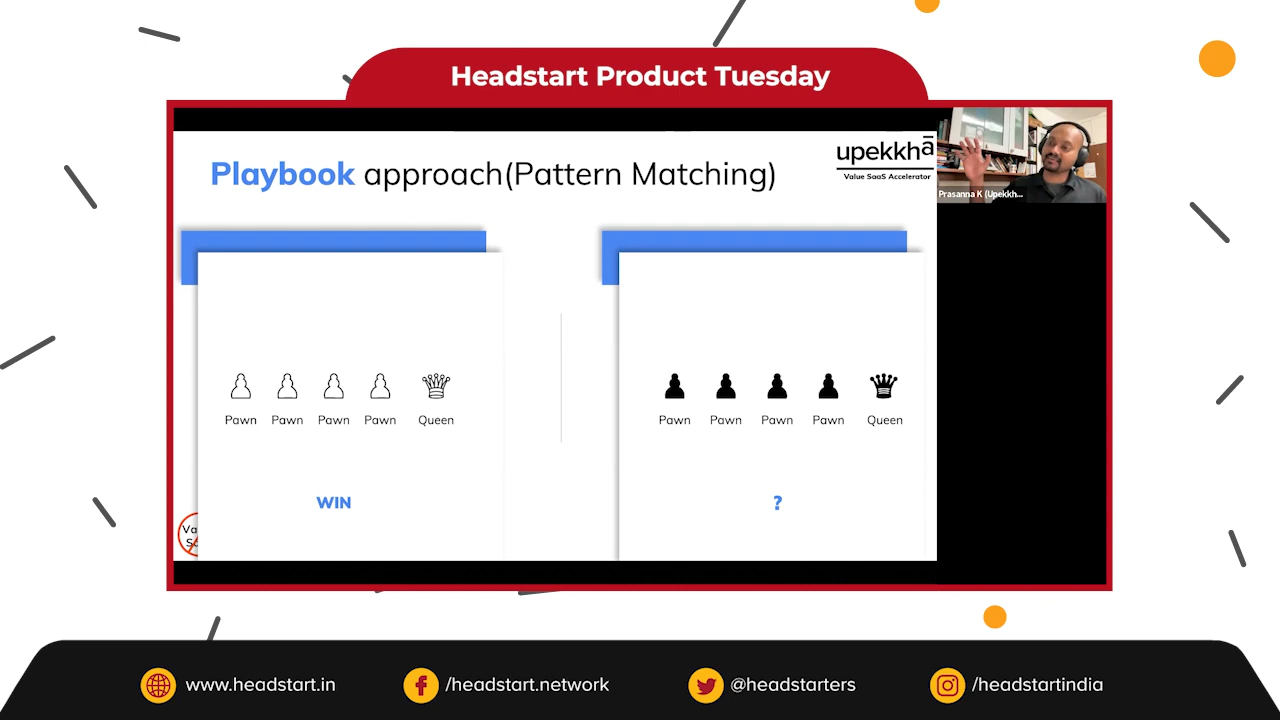 Headstart Product Tuesday
Playbook approach(Pattern Matching)
upekkhā
Value SaaS Accelerator
Prasanna K (Upekkh...
Pawn Pawn Pawn Pawn Queen
WIN
Pawn Pawn Pawn Pawn Queen
?
Va
S
www.headstart.in
/headstart.network
@headstarters
/headstartindia